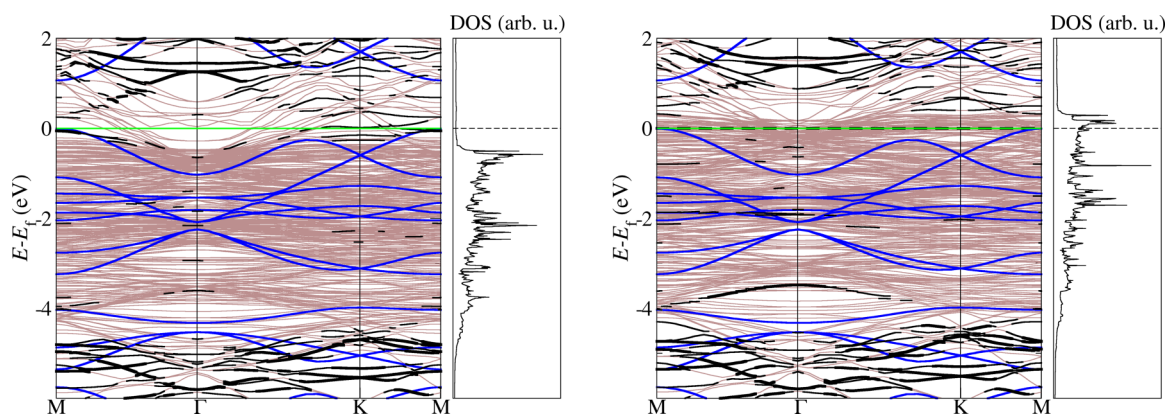 DOS (arb. u.)
DOS (arb. u.)
2
0
-2
-4
E-E_f (eV)
M Γ K M
2
0
-2
-4
E-E_f (eV)
M Γ K M